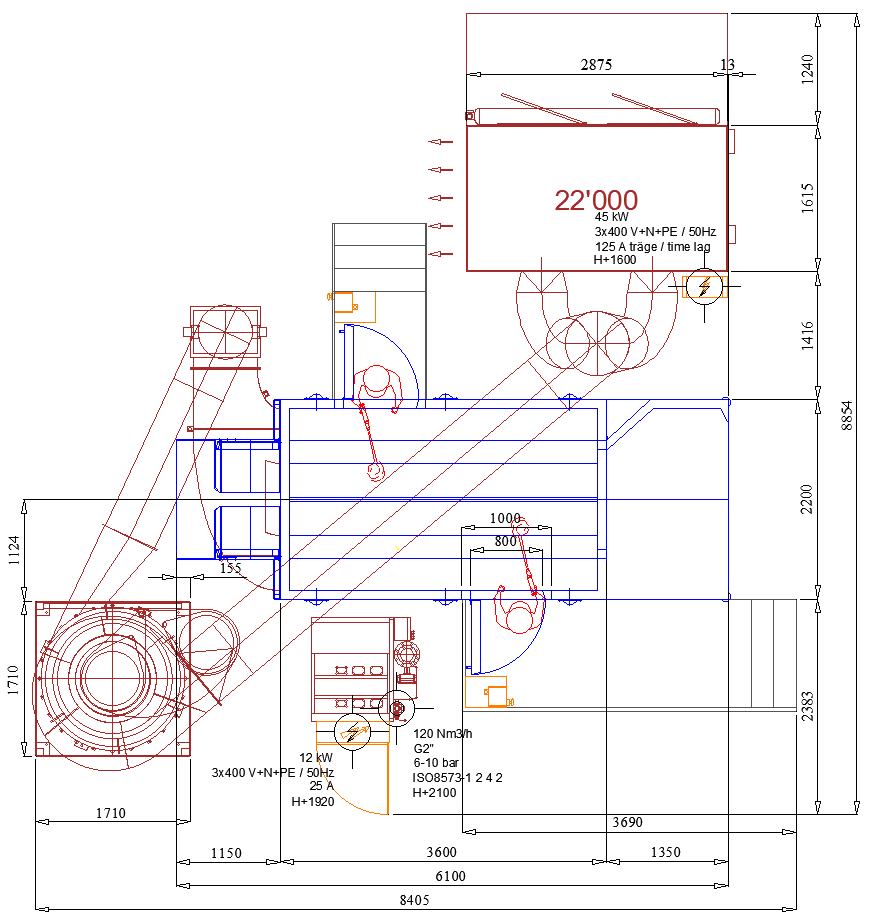 2875
13
1240
22'000
45 kW
3x400 V+N+PE / 50Hz
125 A träge / time lag
H+1600
1615
1416
8854
2200
1000
800
1124
155
1710
2383
120 Nm3/h
G2"
6-10 bar
ISO8573-1 2 4 2
H+2100
12 kW
3x400 V+N+PE / 50Hz
25 A
H+1920
1710
3690
1150
3600
1350
6100
8405